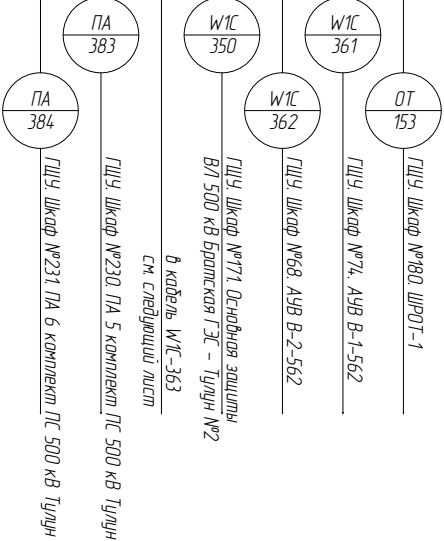 ПА
384
ГЩУ. Шкаф №231. ПА 6 комплект ПС 500 кВ Тулун
ПА
383
ГЩУ. Шкаф №230. ПА 5 комплект ПС 500 кВ Тулун
в кабель W1C-363
см. следующий лист
W1C
350
ГЩУ. Шкаф №171. Основная защиты
ВЛ 500 кВ Братская ГЭС - Тулун №2
W1C
362
ГЩУ. Шкаф №68. АУВ В-2-562
W1C
361
ГЩУ. Шкаф №74. АУВ В-1-562
ОТ
153
ГЩУ. Шкаф №180. ШРОТ-1